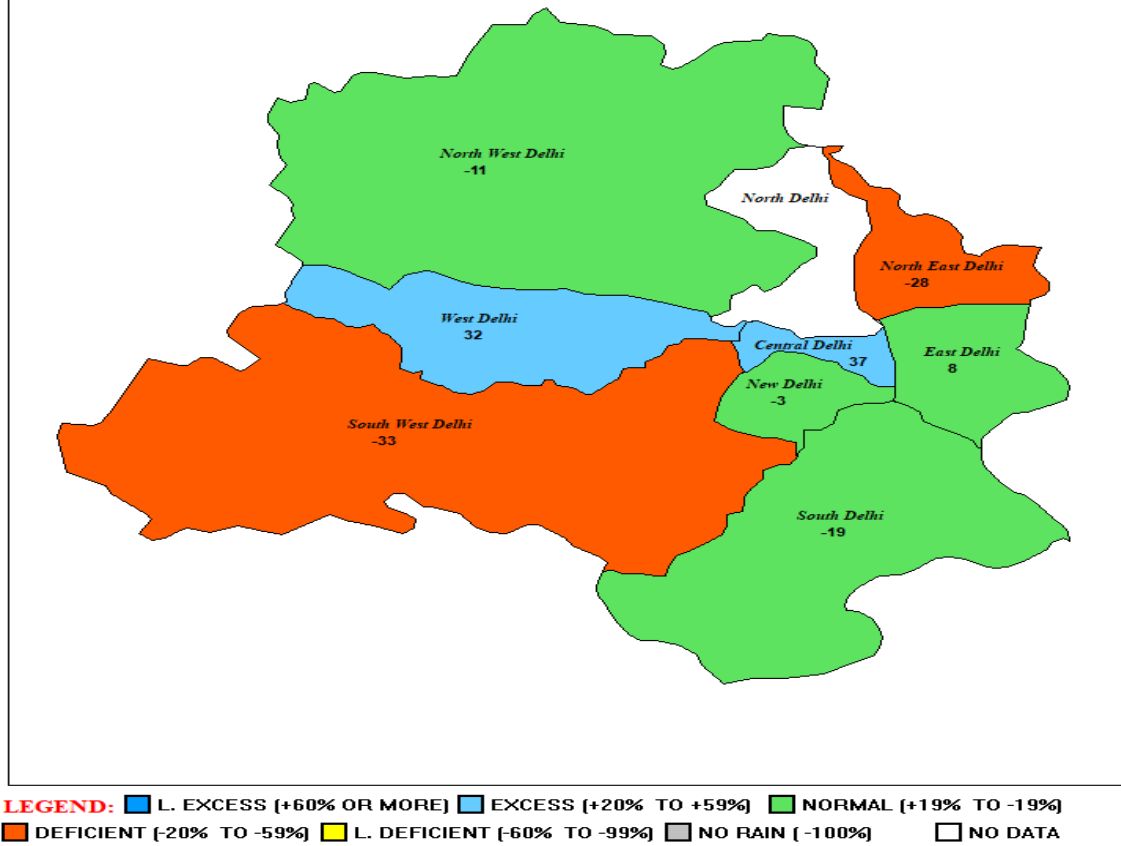 North West Delhi
-11
North Delhi
North East Delhi
-28
West Delhi
32
Central Delhi
37
East Delhi
8
New Delhi
-3
South West Delhi
-33
South Delhi
-19
LEGEND: L. EXCESS (+60% OR MORE) EXCESS (+20% TO +59%) NORMAL (+19% TO -19%)
DEFICIENT (-20% TO -59%) L. DEFICIENT (-60% TO -99%) NO RAIN ( -100%) NO DATA